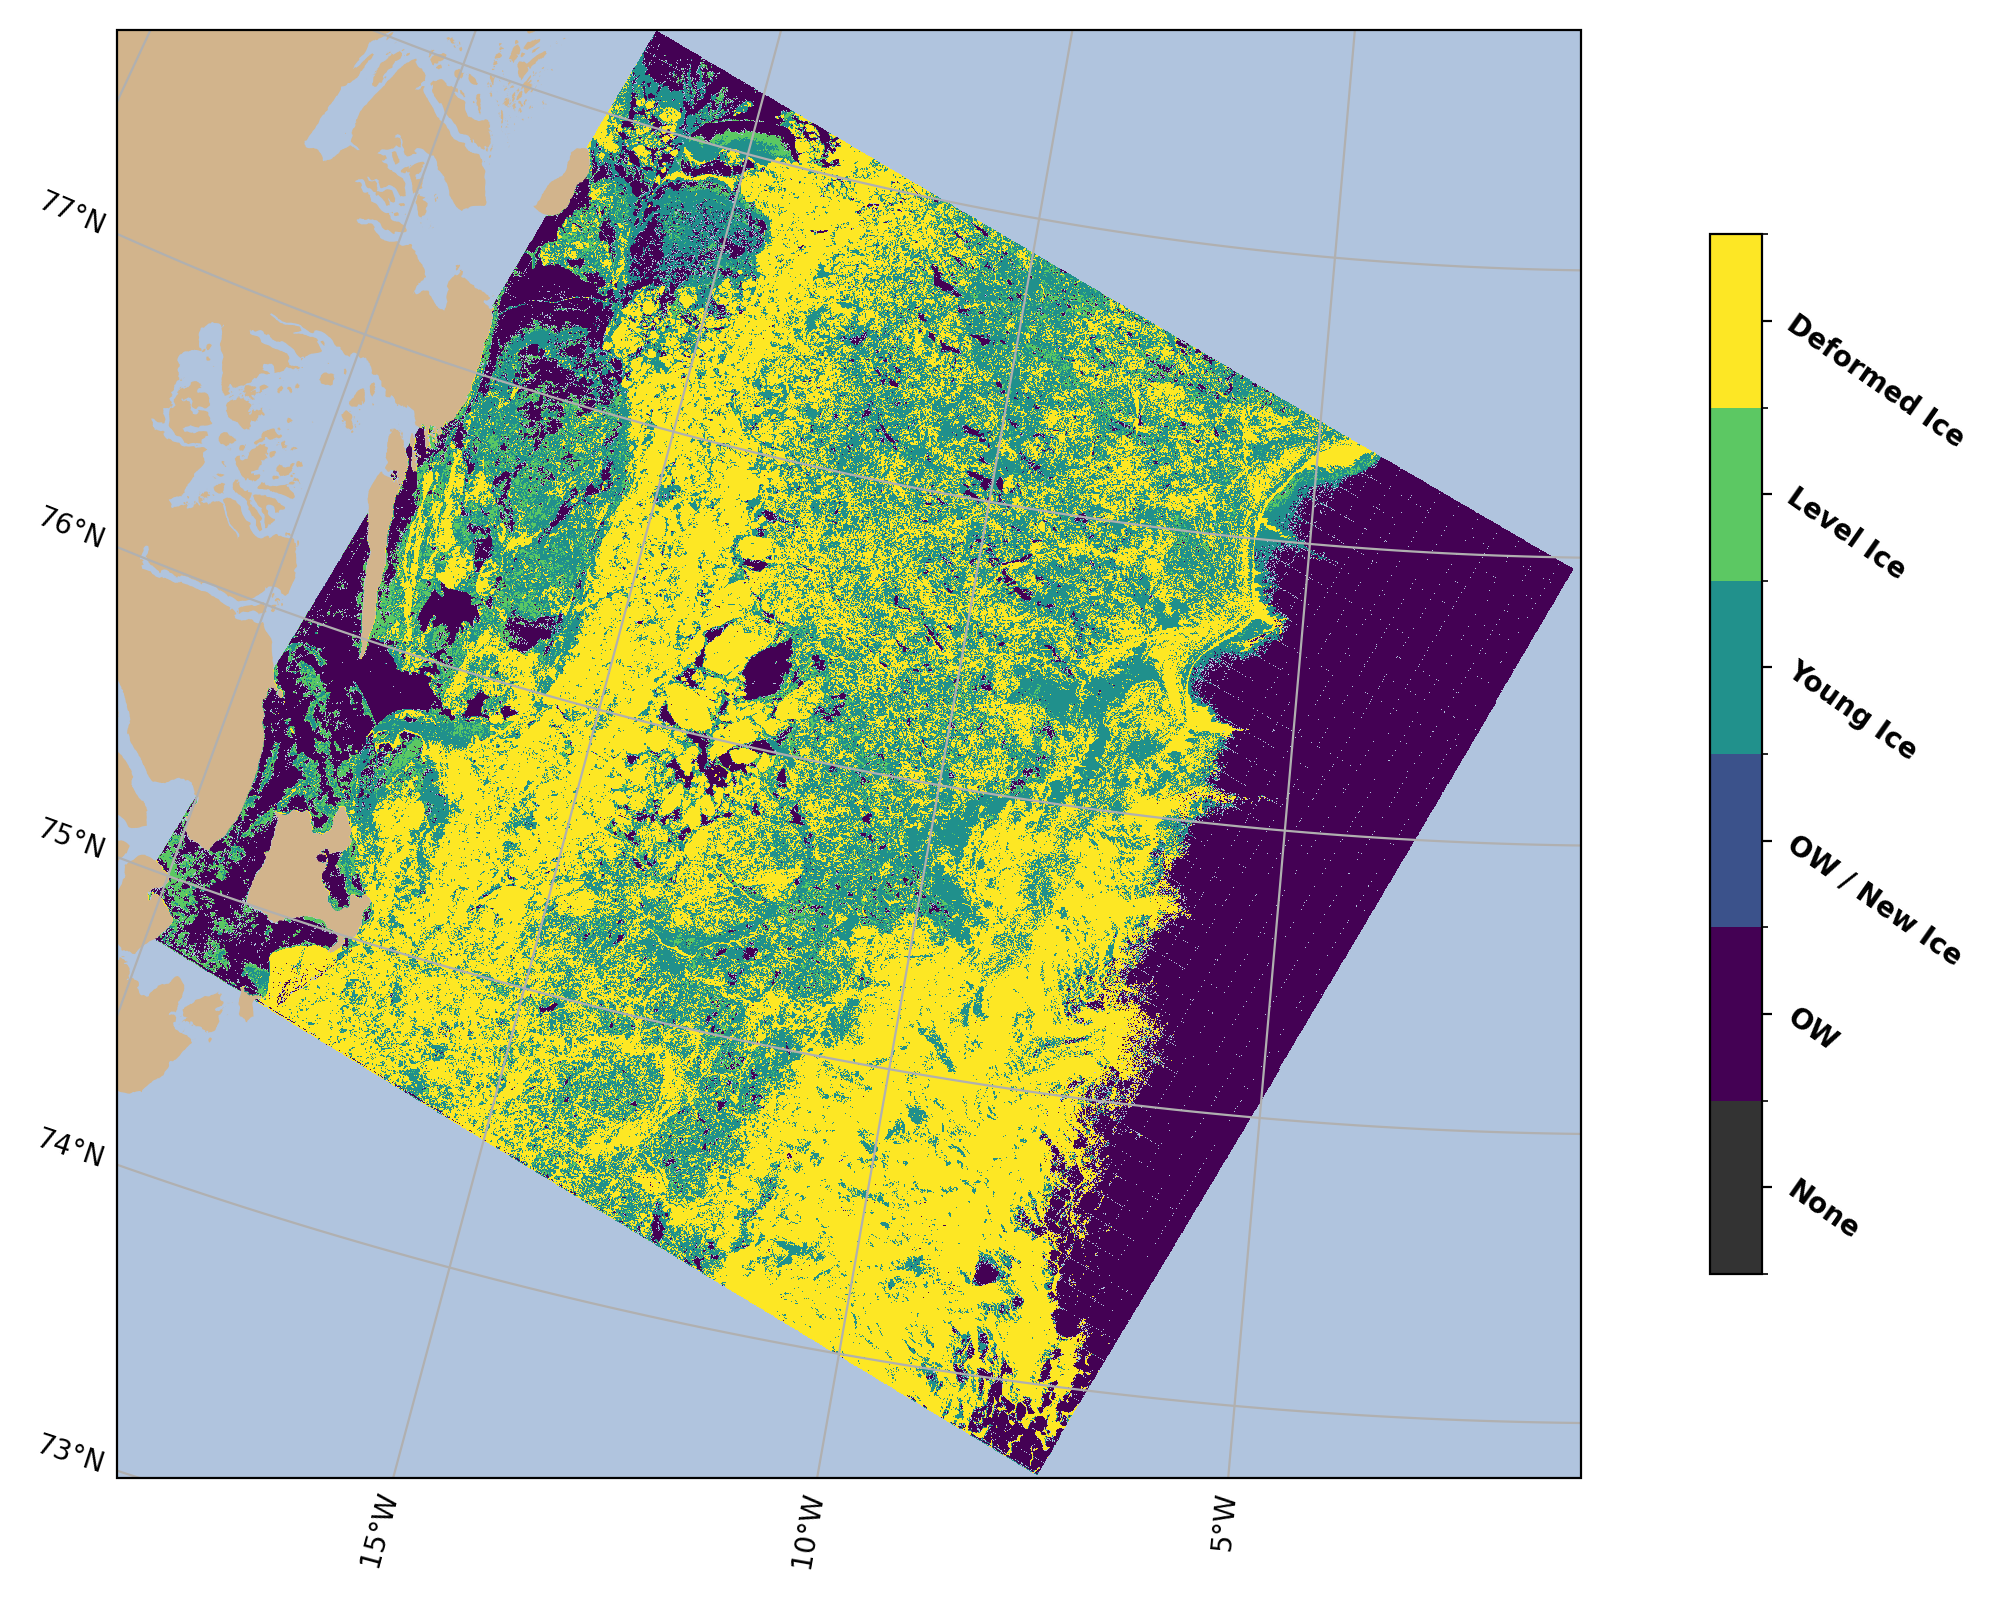 77°N
76°N
75°N
74°N
73°N
15°W
10°W
5°W
Deformed Ice
Level Ice
Young Ice
OW / New Ice
OW
None